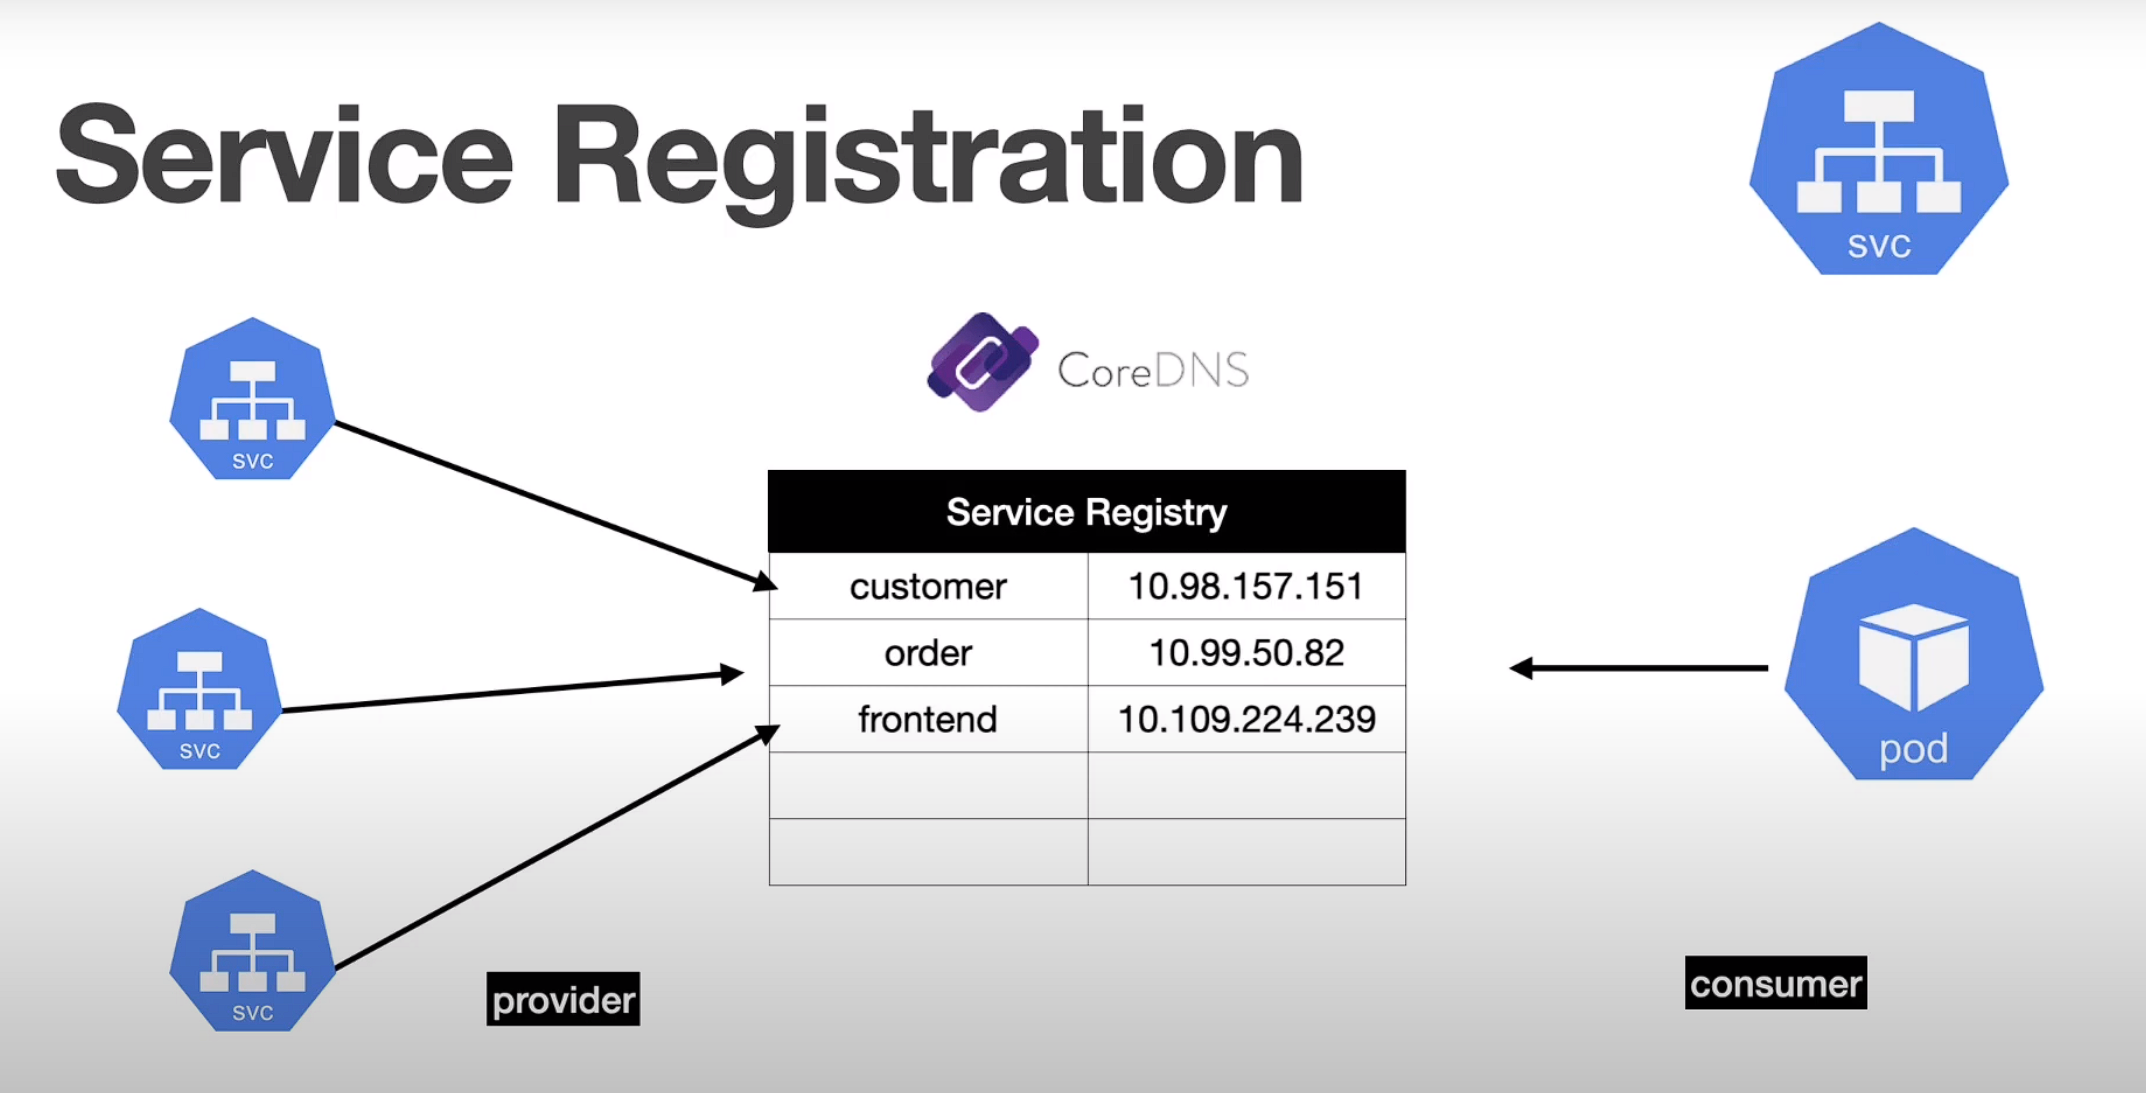 Service Registration
svc
svc
CoreDNS
Service Registry
customer 10.98.157.151
order 10.99.50.82
frontend 10.109.224.239
svc
pod
svc
provider
consumer